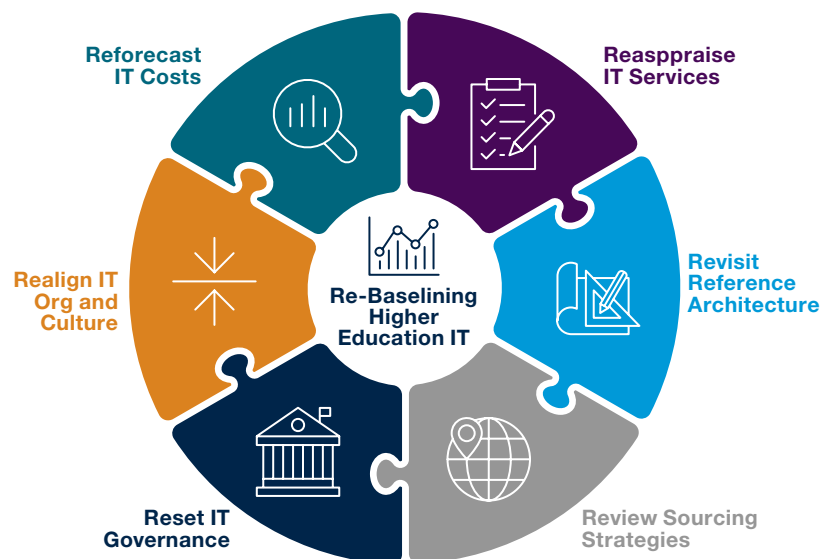 Reforecast
IT Costs
Reasppraise
IT Services
Revisit
Reference
Architecture
Review Sourcing
Strategies
Reset IT
Governance
Realign IT
Org and
Culture
Re-Baselining
Higher
Education IT